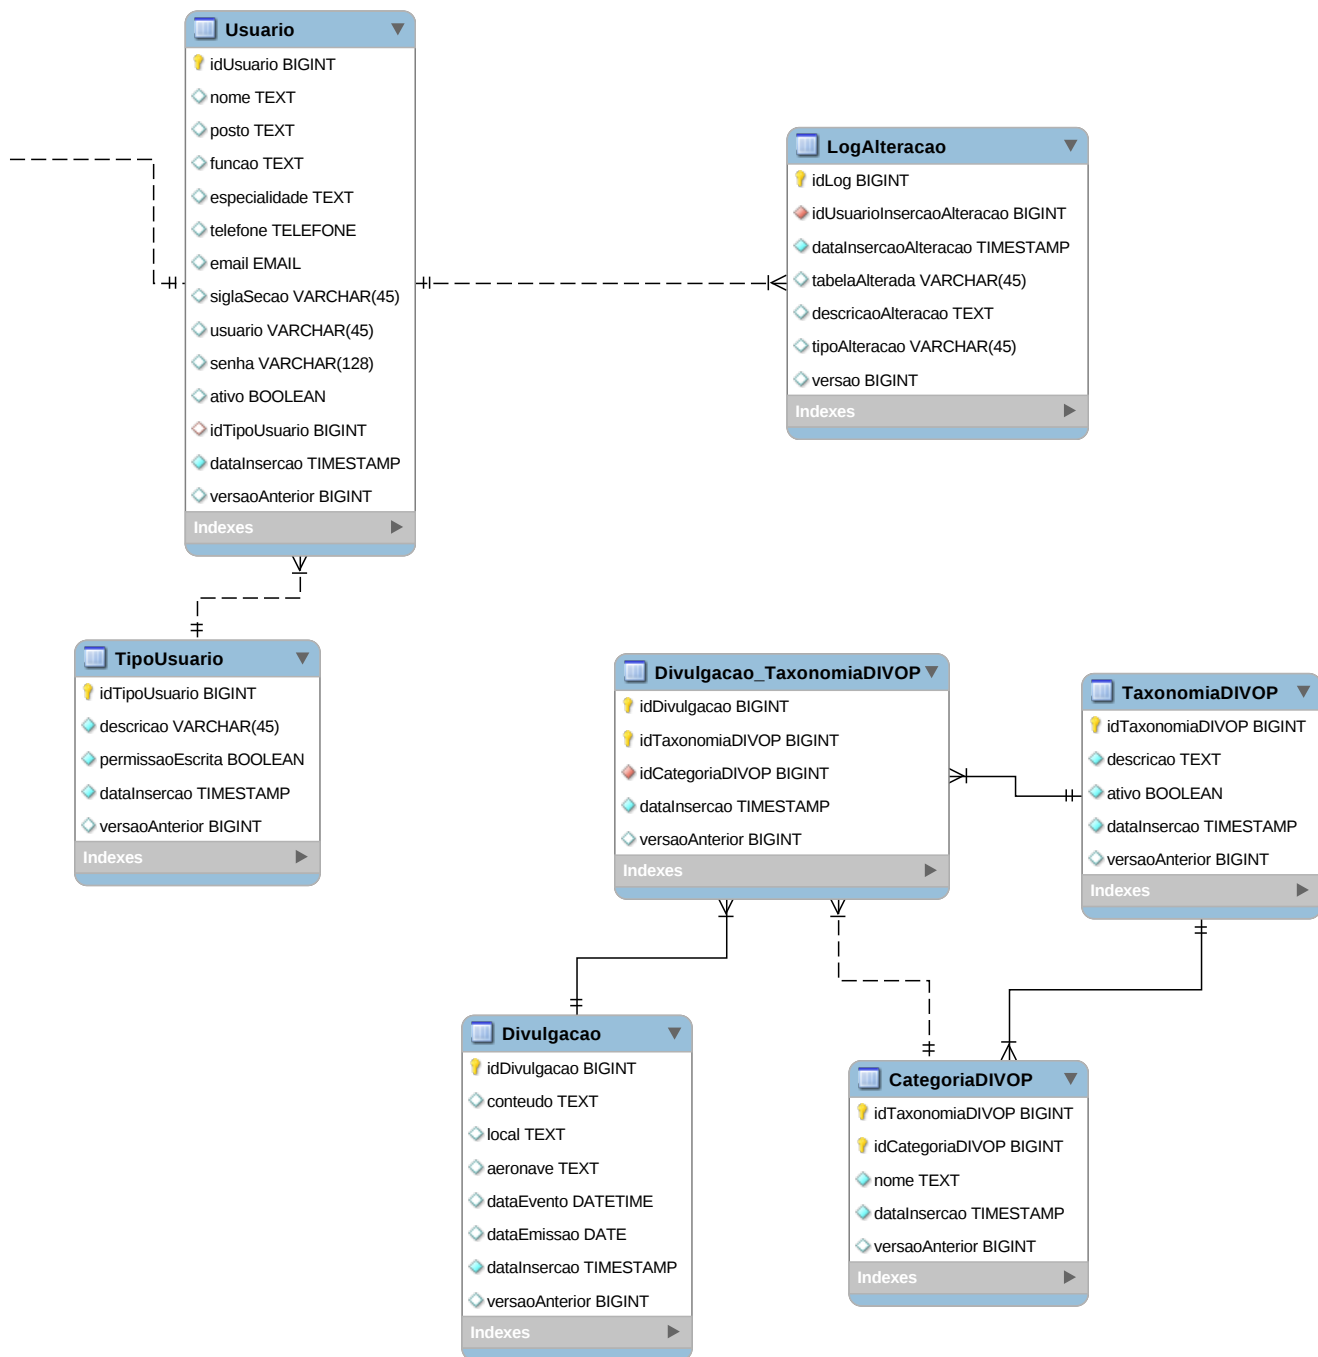 Usuario
idUsuario BIGINT
nome TEXT
posto TEXT
funcao TEXT
especialidade TEXT
telefone TELEFONE
email EMAIL
siglaSecao VARCHAR(45)
usuario VARCHAR(45)
senha VARCHAR(128)
ativo BOOLEAN
idTipoUsuario BIGINT
dataInsercao TIMESTAMP
versaoAnterior BIGINT
Indexes
LogAlteracao
idLog BIGINT
idUsuarioInsercaoAlteracao BIGINT
dataInsercaoAlteracao TIMESTAMP
tabelaAlterada VARCHAR(45)
descricaoAlteracao TEXT
tipoAlteracao VARCHAR(45)
versao BIGINT
Indexes
TipoUsuario
idTipoUsuario BIGINT
descricao VARCHAR(45)
permissaoEscrita BOOLEAN
dataInsercao TIMESTAMP
versaoAnterior BIGINT
Indexes
Divulgacao_TaxonomiaDIVOP
idDivulgacao BIGINT
idTaxonomiaDIVOP BIGINT
idCategoriaDIVOP BIGINT
dataInsercao TIMESTAMP
versaoAnterior BIGINT
Indexes
TaxonomiaDIVOP
idTaxonomiaDIVOP BIGINT
descricao TEXT
ativo BOOLEAN
dataInsercao TIMESTAMP
versaoAnterior BIGINT
Indexes
Divulgacao
idDivulgacao BIGINT
conteudo TEXT
local TEXT
aeronave TEXT
dataEvento DATETIME
dataEmissao DATE
dataInsercao TIMESTAMP
versaoAnterior BIGINT
Indexes
CategoriaDIVOP
idTaxonomiaDIVOP BIGINT
idCategoriaDIVOP BIGINT
nome TEXT
dataInsercao TIMESTAMP
versaoAnterior BIGINT
Indexes